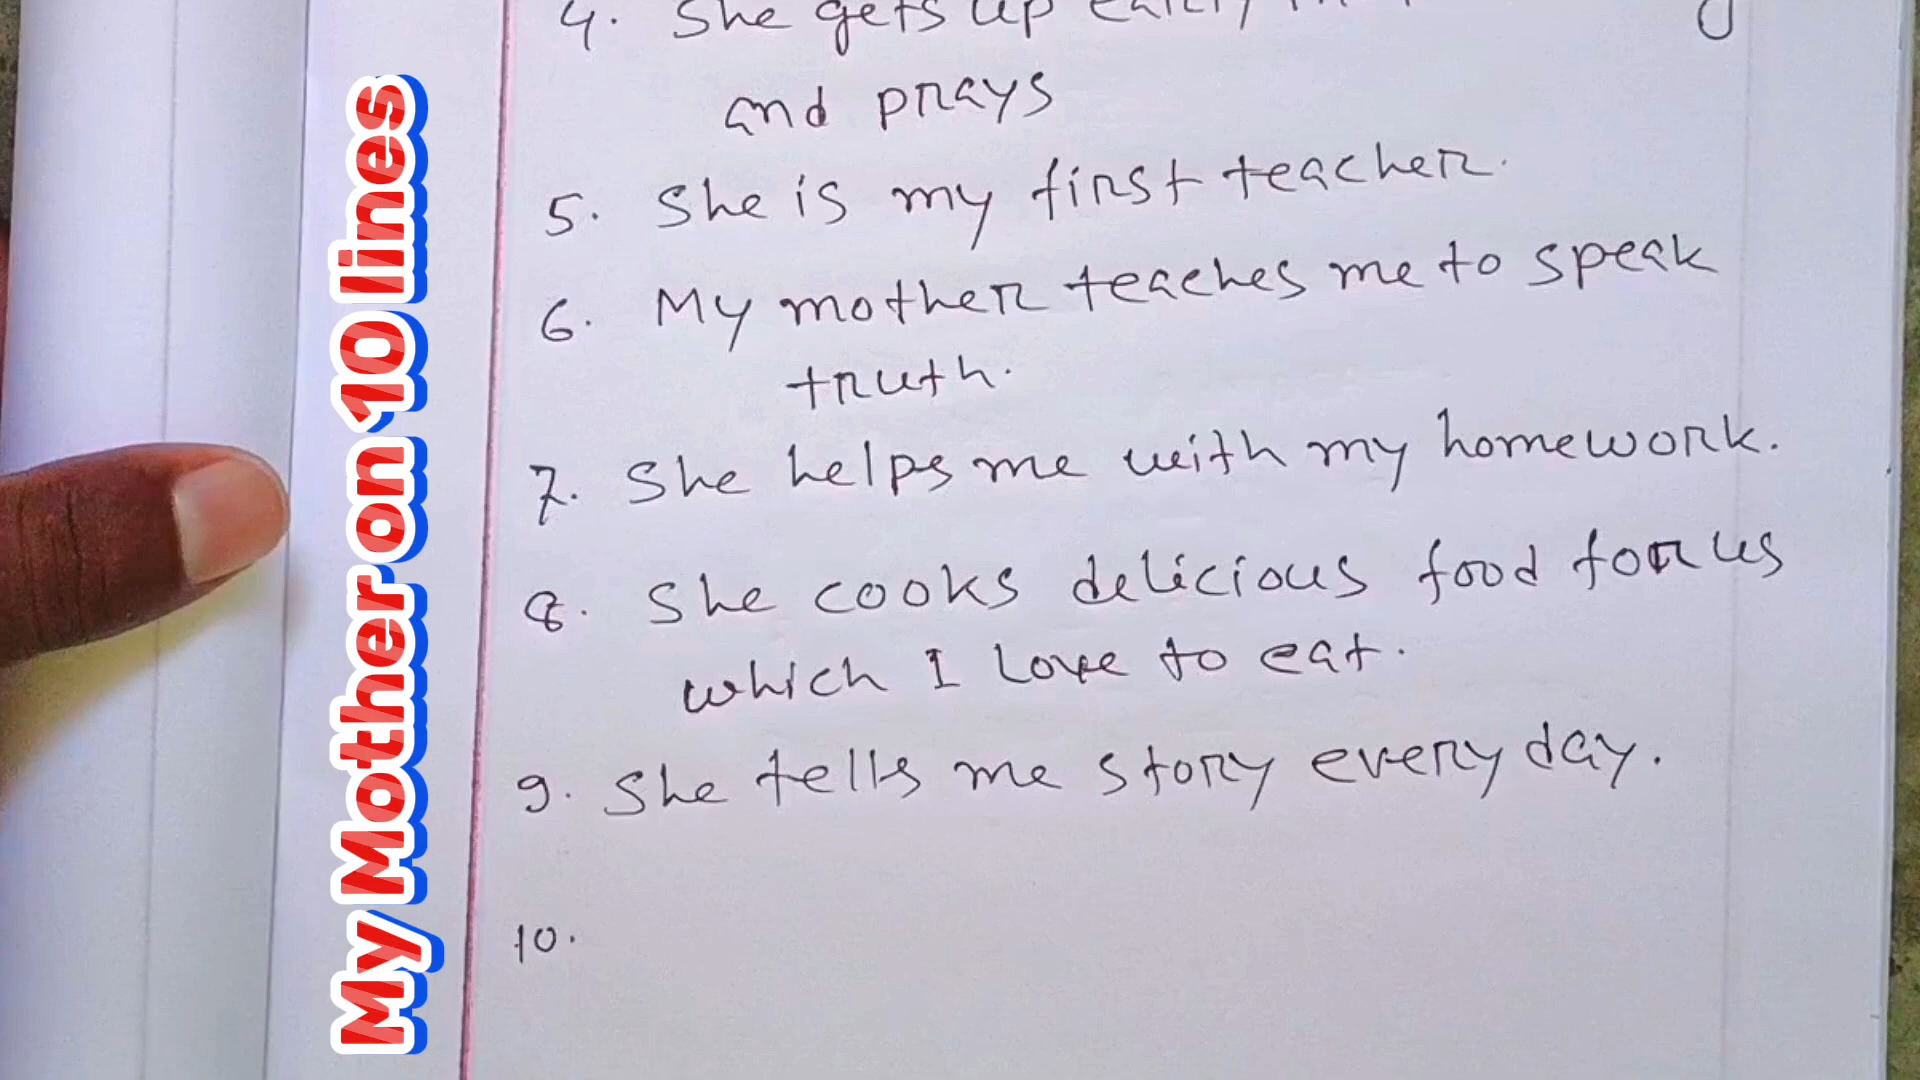 My Mother on 10 lines
4. She gets up early in
and prays
5. She is my first teacher.
6. My mother teaches me to speak
truth.
7. She helps me with my homework.
8. She cooks delicious food for us
which I love to eat.
9. She tells me story every day.
10.